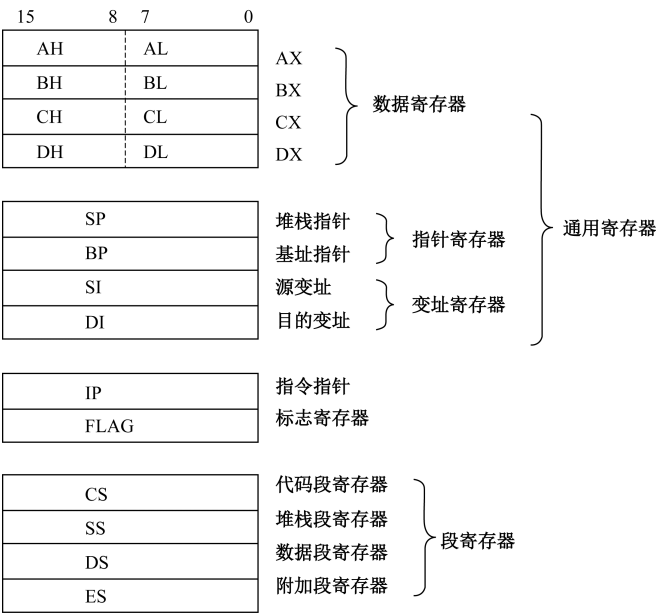 15 8 7 0
AH AL AX
BH BL BX
CH CL CX
DH DL DX
数据寄存器
SP 堆栈指针
BP 基址指针
指针寄存器
SI 源变址
DI 目的变址
变址寄存器
通用寄存器
IP 指令指针
FLAG 标志寄存器
CS 代码段寄存器
SS 堆栈段寄存器
DS 数据段寄存器
ES 附加段寄存器
段寄存器